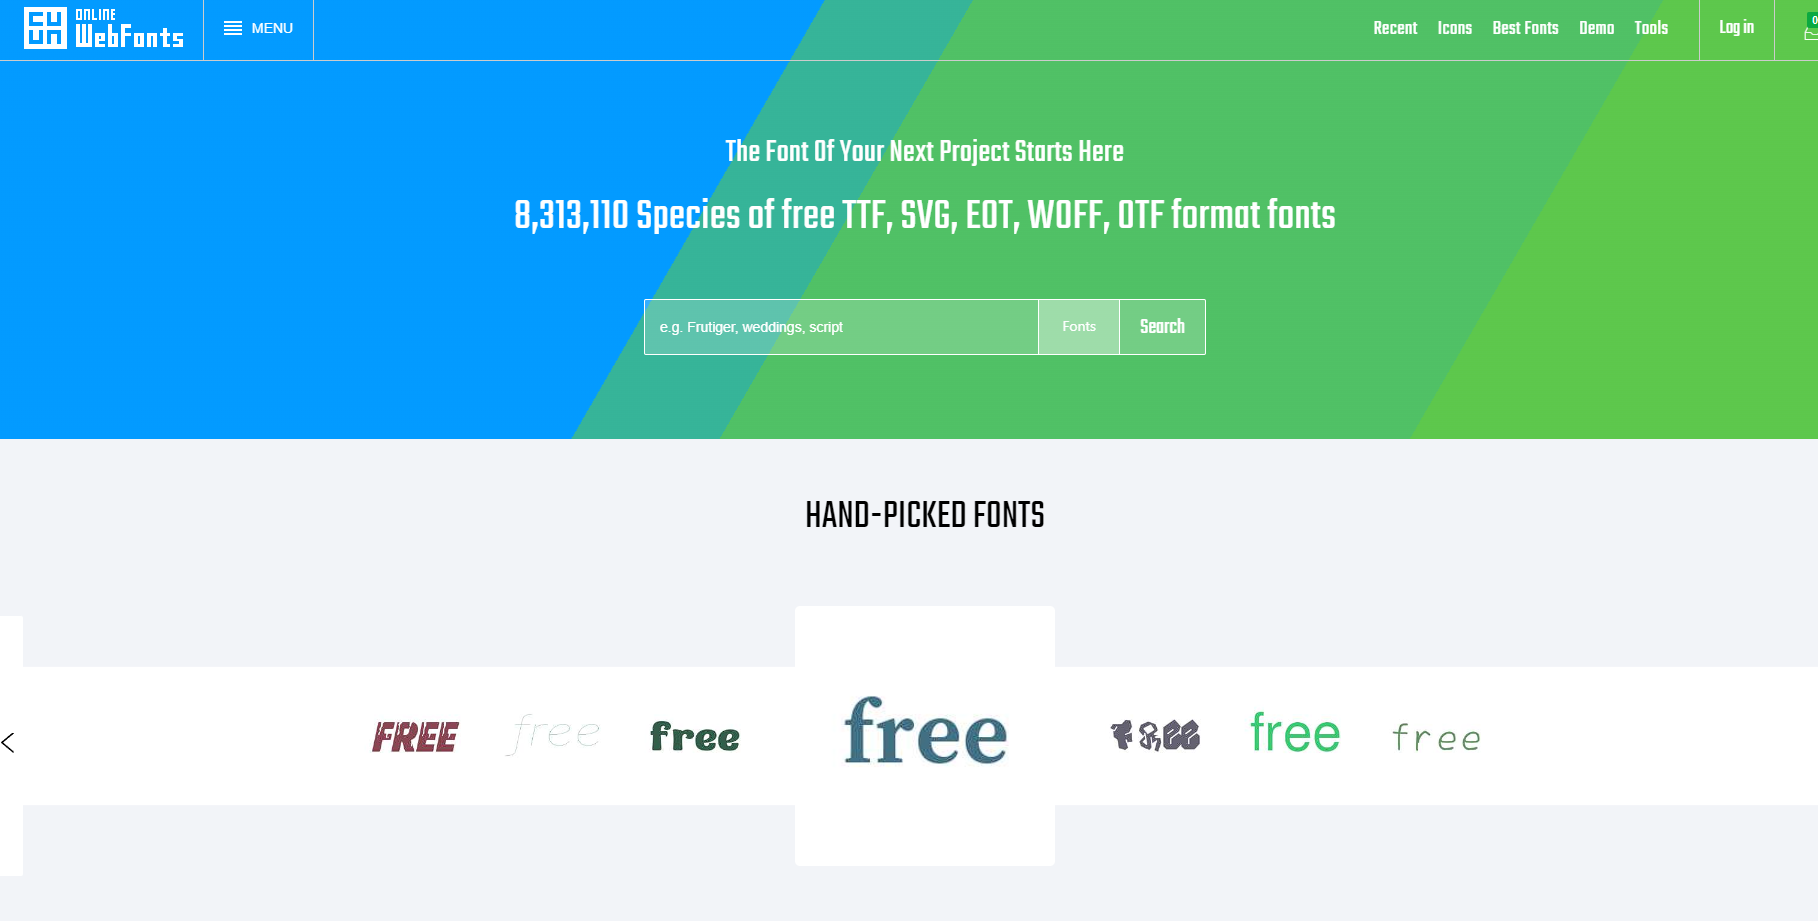 ONLINE
WebFonts
MENU
Recent Icons Best Fonts Demo Tools Log in
0
The Font Of Your Next Project Starts Here
8,313,110 Species of free TTF, SVG, EOT, WOFF, OTF format fonts
e.g. Frutiger, weddings, script Fonts Search
HAND-PICKED FONTS
FREE free free free free free free